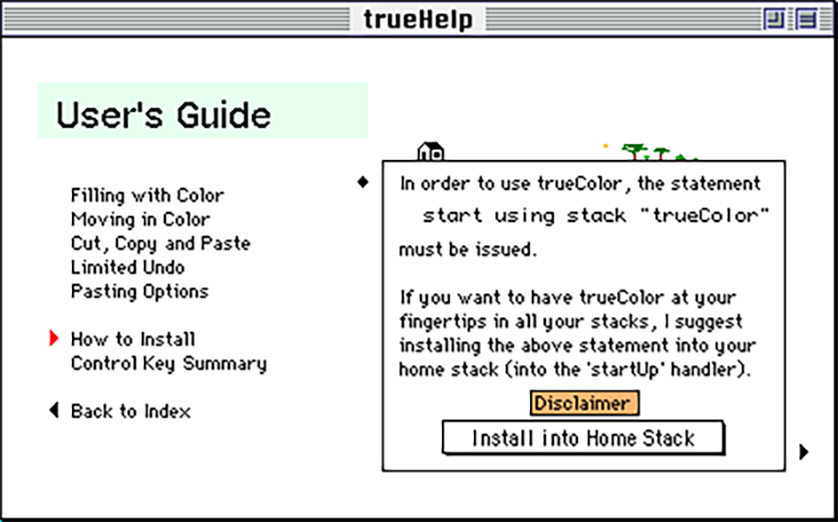 trueHelp
User's Guide
Filling with Color
Moving in Color
Cut, Copy and Paste
Limited Undo
Pasting Options
How to Install
Control Key Summary
Back to Index
In order to use trueColor, the statement
start using stack "trueColor"
must be issued.
If you want to have trueColor at your
fingertips in all your stacks, I suggest
installing the above statement into your
home stack (into the 'startUp' handler).
Disclaimer
Install into Home Stack